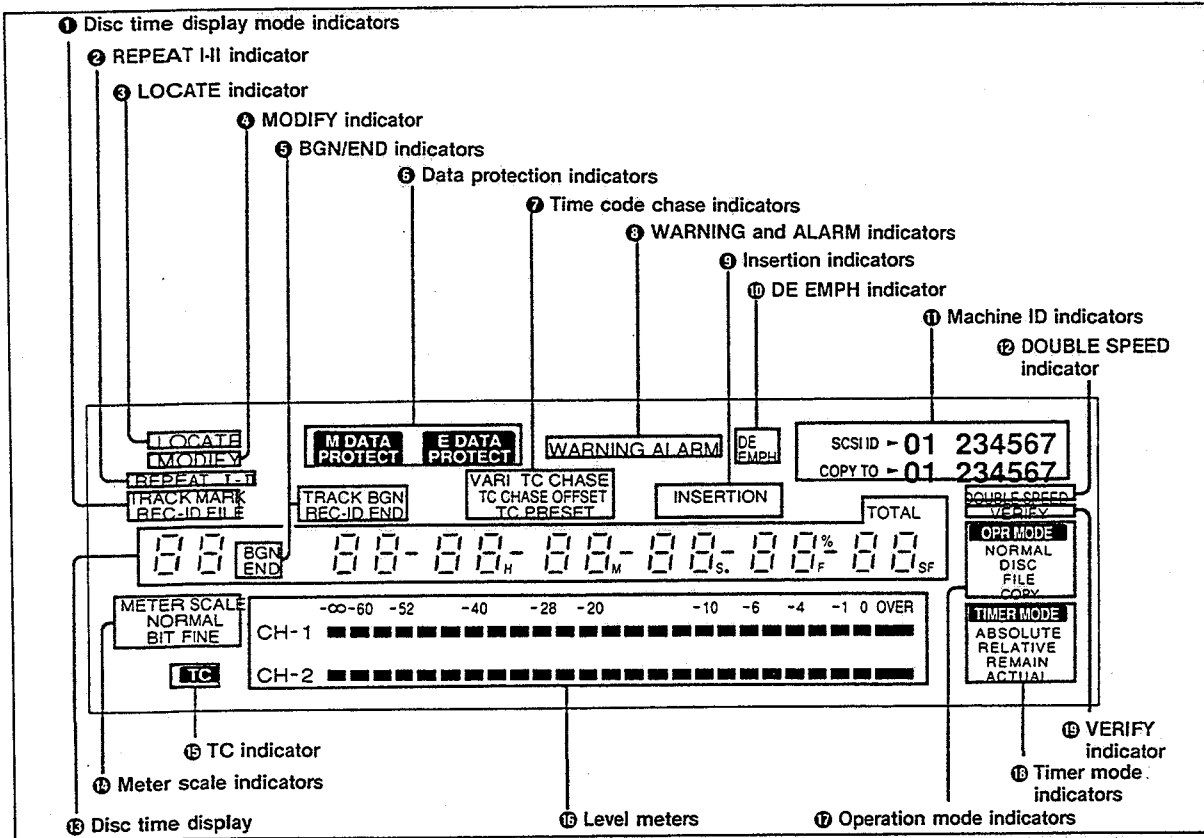 ❶ Disc time display mode indicators
❷ REPEAT I-II indicator
❸ LOCATE indicator
❹ MODIFY indicator
❺ BGN/END indicators
❻ Data protection indicators
❼ Time code chase indicators
❽ WARNING and ALARM indicators
❾ Insertion indicators
❿ DE EMPH indicator
⓫ Machine ID indicators
⓬ DOUBLE SPEED
indicator
LOCATE
MODIFY
REPEAT I-II
TRACK MARK
REC-ID FILE
M DATA
PROTECT
E DATA
PROTECT
TRACK BGN
REC-ID END
VARI TC CHASE
TC CHASE OFFSET
TC PRESET
WARNING ALARM
DE
EMPH
INSERTION
SCSI ID ► 01 234567
COPY TO ► 01 234567
DOUBLE SPEED
VERIFY
TOTAL
88 BGN
END
88- 88H- 88M- 88S. 88%F- 88SF
OPR MODE
NORMAL
DISC
FILE
COPY
METER SCALE
NORMAL
BIT FINE
TC
-∞ -60 -52 -40 -28 -20 -10 -6 -4 -1 0 OVER
CH-1
CH-2
TIMER MODE
ABSOLUTE
RELATIVE
REMAIN
ACTUAL
⓯ TC indicator
⓮ Meter scale indicators
⓭ Disc time display
⓰ Level meters
⓱ Operation mode indicators
⓲ Timer mode
indicators
⓳ VERIFY
indicator